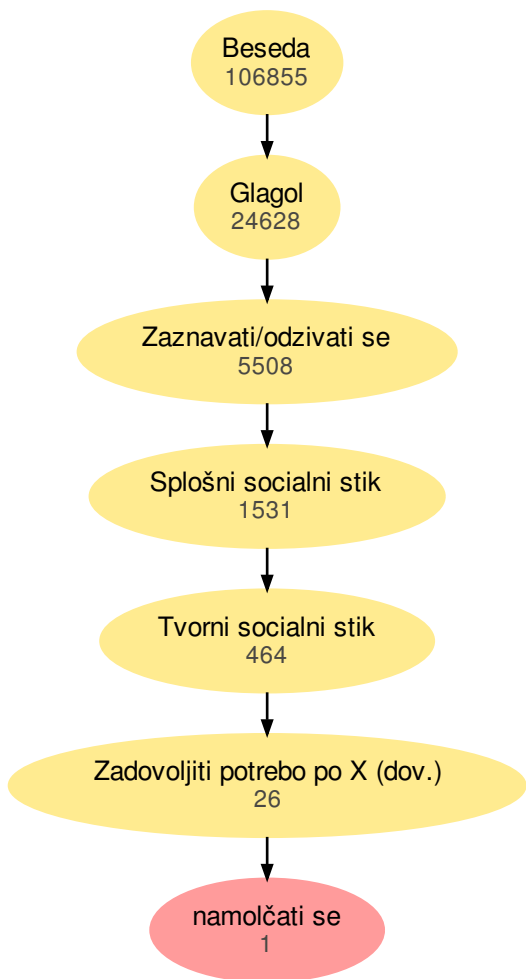 Beseda
106855
Glagol
24628
Zaznavati/odzivati se
5508
Splošni socialni stik
1531
Tvorni socialni stik
464
Zadovoljiti potrebo po X (dov.)
26
namolčati se
1